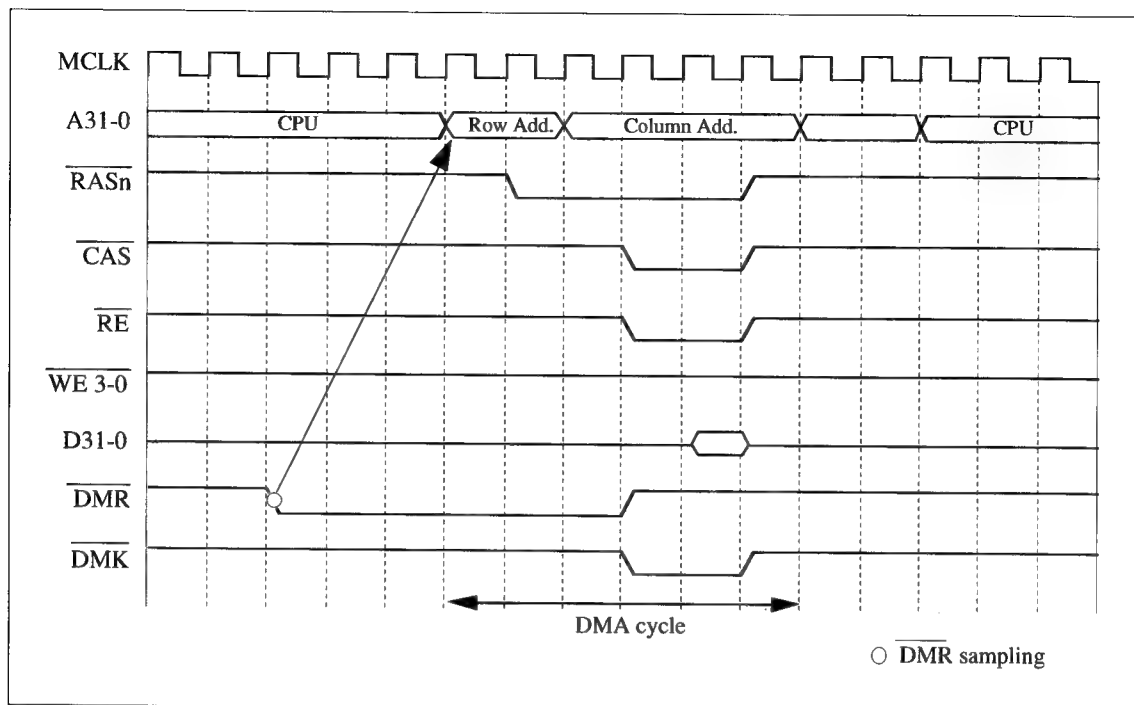 MCLK
A31-0 CPU Row Add. Column Add. CPU
RASn
CAS
RE
WE 3-0
D31-0
DMR
DMK
DMA cycle
DMR sampling